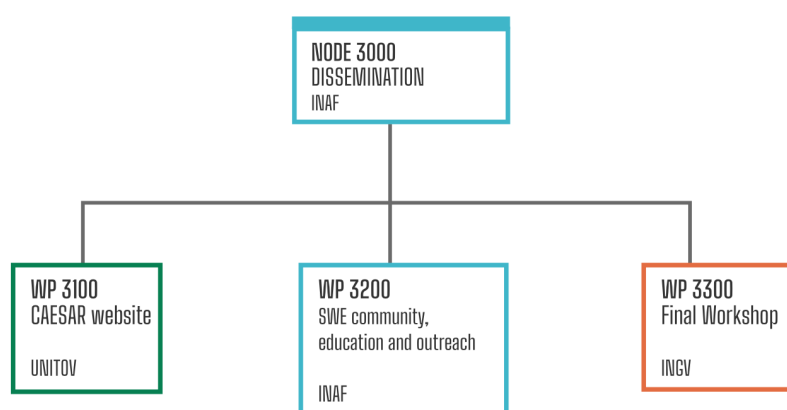 NODE 3000
DISSEMINATION
INAF
WP 3100
CAESAR website
UNITOV
WP 3200
SWE community,
education and outreach
INAF
WP 3300
Final Workshop
INGV